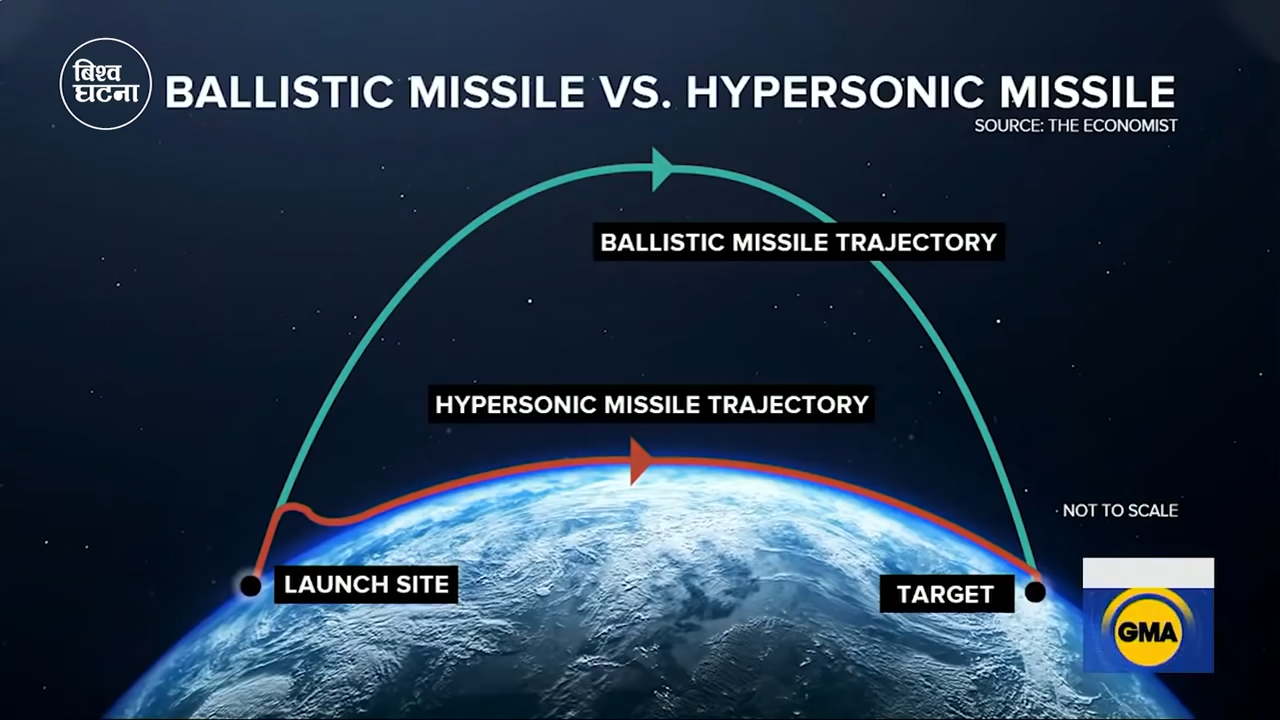 बिश्व
घटना
BALLISTIC MISSILE VS. HYPERSONIC MISSILE
SOURCE: THE ECONOMIST
BALLISTIC MISSILE TRAJECTORY
HYPERSONIC MISSILE TRAJECTORY
NOT TO SCALE
LAUNCH SITE
TARGET
GMA